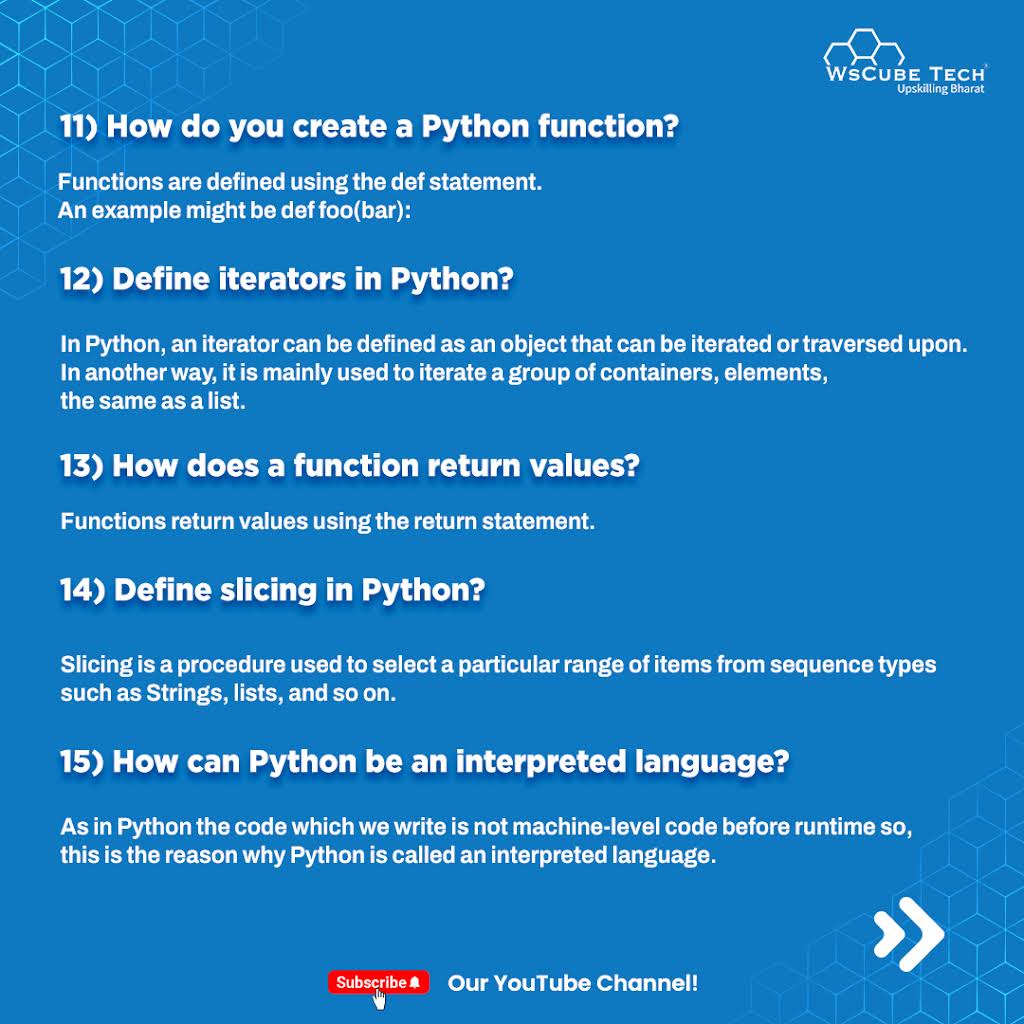 WsCube Tech®
Upskilling Bharat
11) How do you create a Python function?
Functions are defined using the def statement.
An example might be def foo(bar):
12) Define iterators in Python?
In Python, an iterator can be defined as an object that can be iterated or traversed upon.
In another way, it is mainly used to iterate a group of containers, elements,
the same as a list.
13) How does a function return values?
Functions return values using the return statement.
14) Define slicing in Python?
Slicing is a procedure used to select a particular range of items from sequence types
such as Strings, lists, and so on.
15) How can Python be an interpreted language?
As in Python the code which we write is not machine-level code before runtime so,
this is the reason why Python is called an interpreted language.
Subscribe Our YouTube Channel!